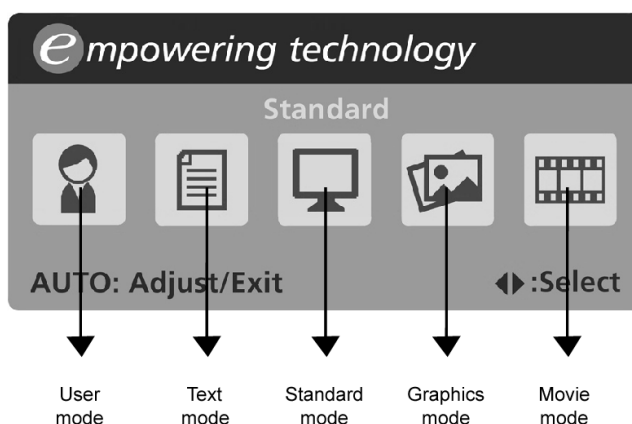 empowering technology
Standard
AUTO: Adjust/Exit
:Select
User
mode
Text
mode
Standard
mode
Graphics
mode
Movie
mode